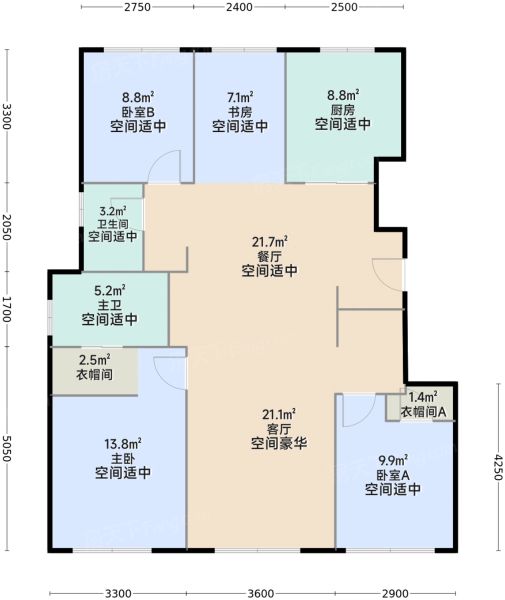 2750
2400
2500
3300
2050
1700
5050
4250
8.8㎡
卧室B
空间适中
7.1㎡
书房
空间适中
8.8㎡
厨房
空间适中
3.2㎡
卫生间
空间适中
21.7㎡
餐厅
空间适中
5.2㎡
主卫
空间适中
2.5㎡
衣帽间
1.4㎡
衣帽间A
13.8㎡
主卧
空间适中
21.1㎡
客厅
空间豪华
9.9㎡
卧室A
空间适中
3300
3600
2900